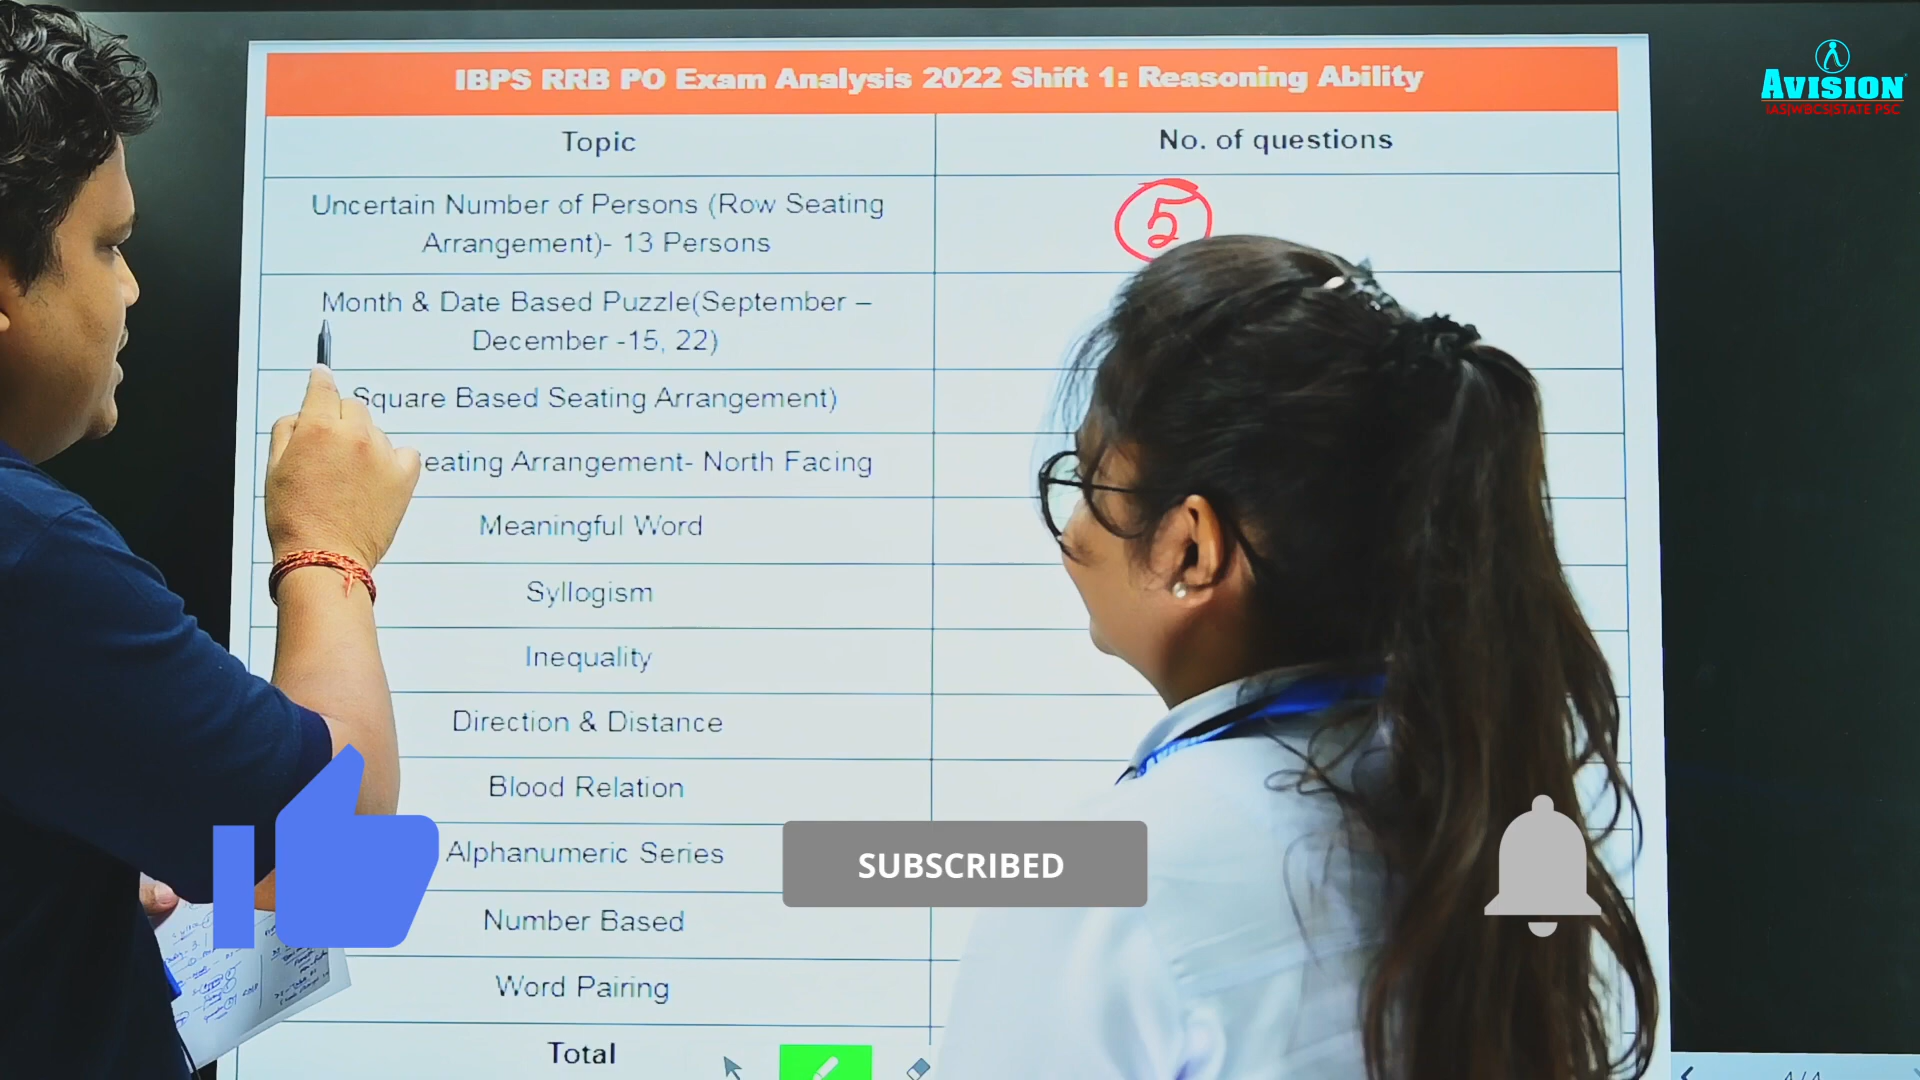 IBPS RRB PO Exam Analysis 2022 Shift 1: Reasoning Ability
AVISION
IAS|WBCS|STATE PSC
Topic
No. of questions
Uncertain Number of Persons (Row Seating
Arrangement)- 13 Persons
5
Month & Date Based Puzzle(September –
December -15, 22)
Square Based Seating Arrangement)
Seating Arrangement- North Facing
Meaningful Word
Syllogism
Inequality
Direction & Distance
Blood Relation
Alphanumeric Series
SUBSCRIBED
Number Based
Word Pairing
Total